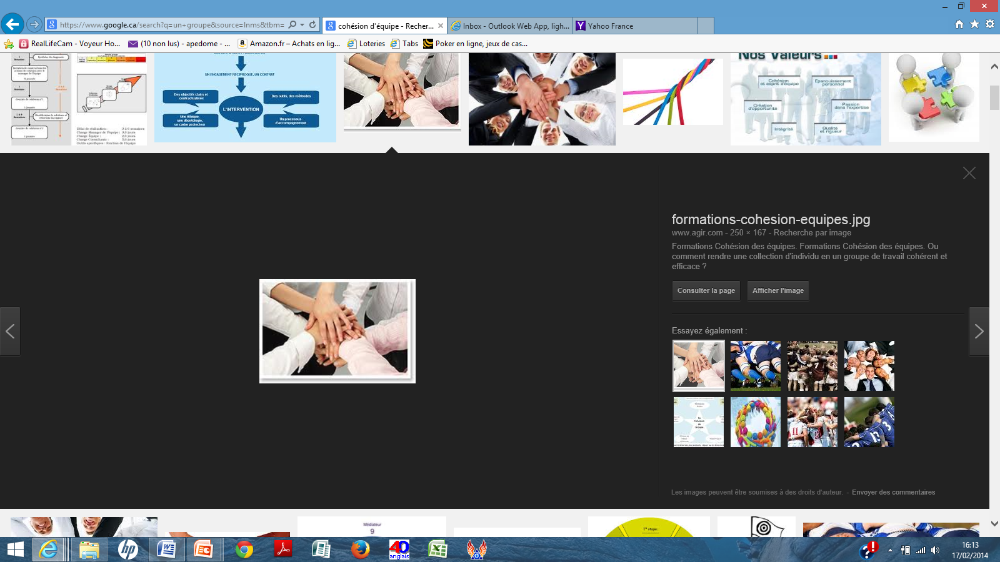 https://www.google.ca/search?q=un+groupe&source=lnms&tbm=
cohésion d'équipe - Recher...
Inbox - Outlook Web App, ligh...
Yahoo France
RealLifeCam - Voyeur Ho...
(10 non lus) - apedome - ...
Amazon.fr – Achats en lig...
Loteries
Tabs
Poker en ligne, jeux de cas...
UN ENGAGEMENT RECIPROQUE, UN CONTRAT
Des objectifs clairs et
contractualisés
Des outils, des méthodes
L'INTERVENTION
Une éthique,
une déontologie,
un cadre protecteur
Un processus
d'accompagnement
Nos Valeurs
Cohésion
et esprit d'équipe
Epanouissement
personnel
Création
d'opportunité
Passion
dans l'expertise
Intégrité
Qualité
et rigueur
formations-cohesion-equipes.jpg
www.agir.com - 250 × 167 - Recherche par image
Formations Cohésion des équipes. Formations Cohésion des équipes. Ou
comment rendre une collection d'individu en un groupe de travail cohérent et
efficace ?
Consulter la page
Afficher l'image
Essayez également :
La
Cohésion
de
Groupe
Les images peuvent être soumises à des droits d'auteur. - Envoyer des commentaires
Médiateur
9
1re étape:
40
anglais
16:13
17/02/2014